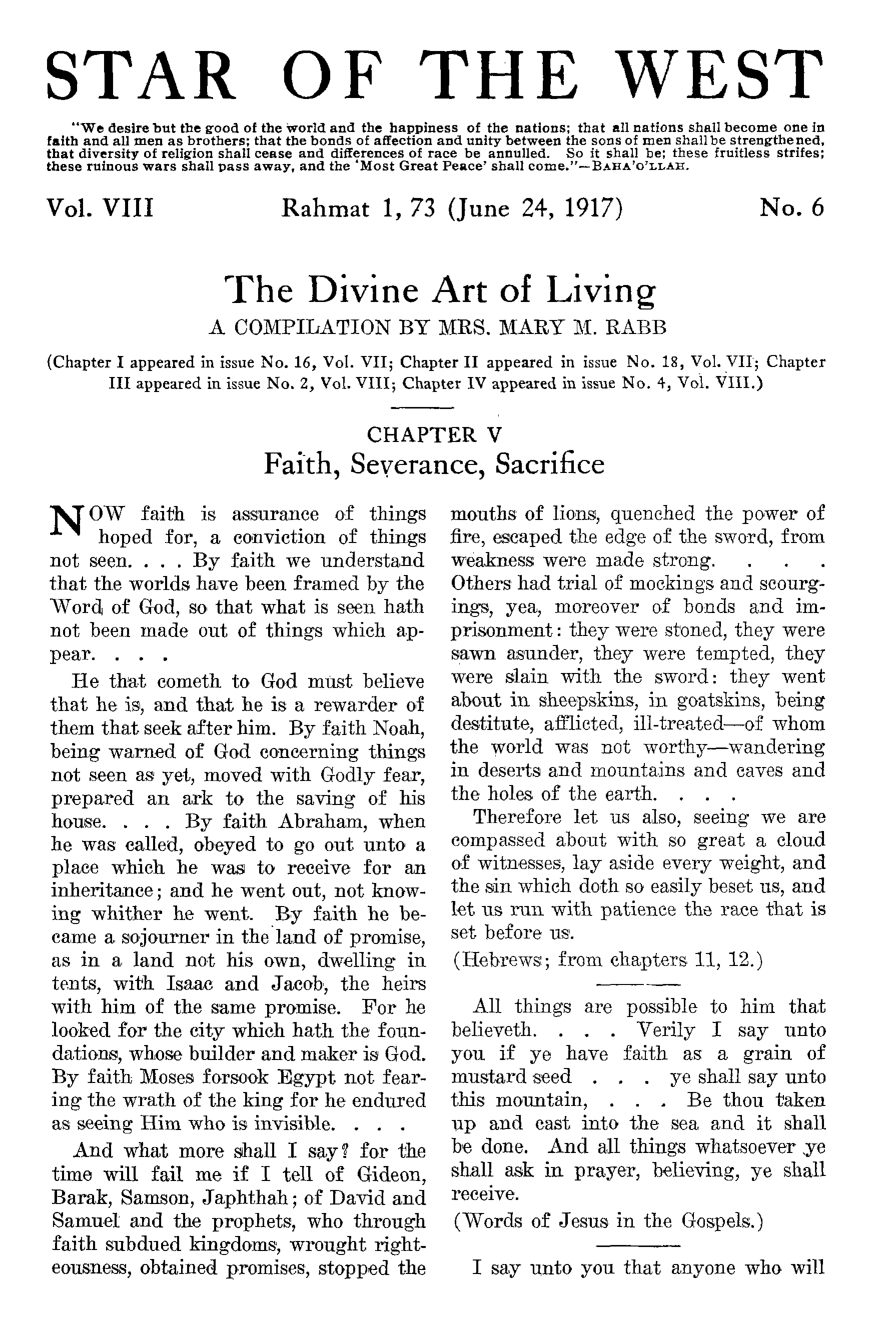 STAR OF THE WEST
"We desire but the good of the world and the happiness of the nations; that all nations shall become one in
faith and all men as brothers; that the bonds of affection and unity between the sons of men shall be strengthened,
that diversity of religion shall cease and differences of race be annulled. So it shall be; these fruitless strifes;
these ruinous wars shall pass away, and the 'Most Great Peace' shall come."—BAHA'O'LLAH.
Vol. VIII Rahmat 1, 73 (June 24, 1917) No. 6
The Divine Art of Living
A COMPILATION BY MRS. MARY M. RABB
(Chapter I appeared in issue No. 16, Vol. VII; Chapter II appeared in issue No. 18, Vol. VII; Chapter
III appeared in issue No. 2, Vol. VIII; Chapter IV appeared in issue No. 4, Vol. VIII.)
CHAPTER V
Faith, Severance, Sacrifice
NOW faith is assurance of things
hoped for, a conviction of things
not seen. . . . By faith we understand
that the worlds have been framed by the
Word of God, so that what is seen hath
not been made out of things which ap-
pear. . . .
He that cometh to God must believe
that he is, and that he is a rewarder of
them that seek after him. By faith Noah,
being warned of God concerning things
not seen as yet, moved with Godly fear,
prepared an ark to the saving of his
house. . . . By faith Abraham, when
he was called, obeyed to go out unto a
place which he was to receive for an
inheritance; and he went out, not know-
ing whither he went. By faith he be-
came a sojourner in the land of promise,
as in a land not his own, dwelling in
tents, with Isaac and Jacob, the heirs
with him of the same promise. For he
looked for the city which hath the foun-
dations, whose builder and maker is God.
By faith Moses forsook Egypt not fear-
ing the wrath of the king for he endured
as seeing Him who is invisible. . . .
And what more shall I say? for the
time will fail me if I tell of Gideon,
Barak, Samson, Japhthah; of David and
Samuel and the prophets, who through
faith subdued kingdoms, wrought right-
eousness, obtained promises, stopped the
mouths of lions, quenched the power of
fire, escaped the edge of the sword, from
weakness were made strong. . . .
Others had trial of mockings and scourg-
ings, yea, moreover of bonds and im-
prisonment: they were stoned, they were
sawn asunder, they were tempted, they
were slain with the sword: they went
about in sheepskins, in goatskins, being
destitute, afflicted, ill-treated—of whom
the world was not worthy—wandering
in deserts and mountains and caves and
the holes of the earth. . . .
Therefore let us also, seeing we are
compassed about with so great a cloud
of witnesses, lay aside every weight, and
the sin which doth so easily beset us, and
let us run with patience the race that is
set before us.
(Hebrews; from chapters 11, 12.)
All things are possible to him that
believeth. . . . Verily I say unto
you if ye have faith as a grain of
mustard seed . . . ye shall say unto
this mountain, . . . Be thou taken
up and cast into the sea and it shall
be done. And all things whatsoever ye
shall ask in prayer, believing, ye shall
receive.
(Words of Jesus in the Gospels.)
I say unto you that anyone who will